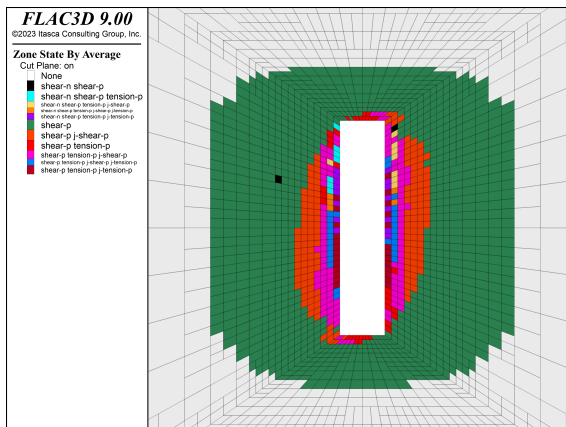 FLAC3D 9.00
©2023 Itasca Consulting Group, Inc.
Zone State By Average
Cut Plane: on
None
shear-n shear-p
shear-n shear-p tension-p
shear-n shear-p tension-p j-shear-p
shear-n shear-p tension-p j-shear-p j-tension-p
shear-n shear-p tension-p j-tension-p
shear-p
shear-p j-shear-p
shear-p tension-p
shear-p tension-p j-shear-p
shear-p tension-p j-shear-p j-tension-p
shear-p tension-p j-tension-p